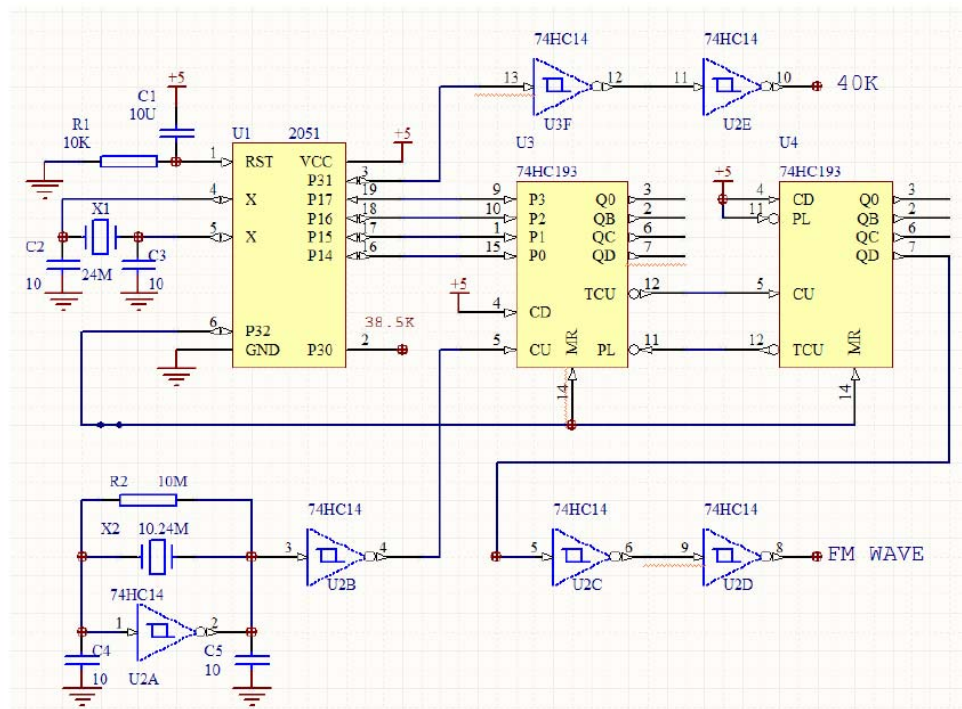 74HC14
74HC14
13
12
11
10
40K
U3F
U2E
+5
C1
10U
R1
10K
U1
2051
+5
U3
U4
1
RST
VCC
3
P31
19
P17
18
P16
17
P15
16
P14
4
X
5
X
X1
24M
C2
10
C3
10
6
P32
GND
P30
2
38.5K
74HC193
9
P3
10
P2
1
P1
15
P0
Q0
3
QB
2
QC
6
QD
7
TCU
12
+5
4
CD
5
CU
MR
14
PL
11
74HC193
+5
4
CD
11
PL
Q0
3
QB
2
QC
6
QD
7
5
CU
12
TCU
MR
14
R2
10M
X2
10.24M
74HC14
1
2
U2A
C4
10
C5
10
74HC14
3
4
U2B
74HC14
5
6
U2C
74HC14
9
8
U2D
FM WAVE